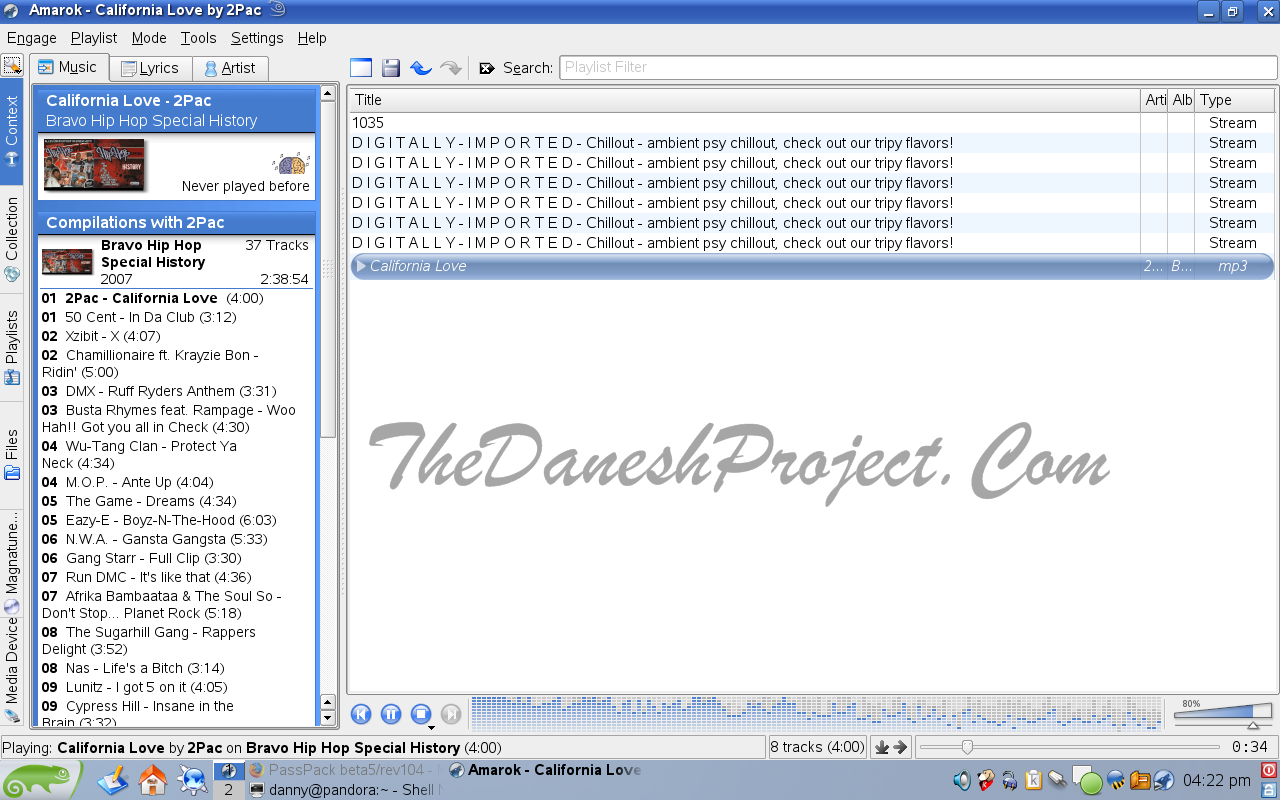 Amarok - California Love by 2Pac
Engage Playlist Mode Tools Settings Help
Music Lyrics Artist
Search: Playlist Filter
Context
Collection
Playlists
Files
Magnatune...
Media Device
California Love - 2Pac
Bravo Hip Hop Special History
Never played before
Compilations with 2Pac
Bravo Hip Hop 37 Tracks
Special History
2007 2:38:54
01 2Pac - California Love (4:00)
01 50 Cent - In Da Club (3:12)
02 Xzibit - X (4:07)
02 Chamillionaire ft. Krayzie Bon -
Ridin' (5:00)
03 DMX - Ruff Ryders Anthem (3:31)
03 Busta Rhymes feat. Rampage - Woo
Hah!! Got you all in Check (4:30)
04 Wu-Tang Clan - Protect Ya
Neck (4:34)
04 M.O.P. - Ante Up (4:04)
05 The Game - Dreams (4:34)
05 Eazy-E - Boyz-N-The-Hood (6:03)
06 N.W.A. - Gansta Gangsta (5:33)
06 Gang Starr - Full Clip (3:30)
07 Run DMC - It's like that (4:36)
07 Afrika Bambaataa & The Soul So -
Don't Stop... Planet Rock (5:18)
08 The Sugarhill Gang - Rappers
Delight (3:52)
08 Nas - Life's a Bitch (3:14)
09 Lunitz - I got 5 on it (4:05)
09 Cypress Hill - Insane in the
Brain (3:32)
Title Arti Alb Type
1035 Stream
D I G I T A L L Y - I M P O R T E D - Chillout - ambient psy chillout, check out our tripy flavors! Stream
D I G I T A L L Y - I M P O R T E D - Chillout - ambient psy chillout, check out our tripy flavors! Stream
D I G I T A L L Y - I M P O R T E D - Chillout - ambient psy chillout, check out our tripy flavors! Stream
D I G I T A L L Y - I M P O R T E D - Chillout - ambient psy chillout, check out our tripy flavors! Stream
D I G I T A L L Y - I M P O R T E D - Chillout - ambient psy chillout, check out our tripy flavors! Stream
D I G I T A L L Y - I M P O R T E D - Chillout - ambient psy chillout, check out our tripy flavors! Stream
California Love 2... B... mp3
TheDaneshProject.Com
80%
Playing: California Love by 2Pac on Bravo Hip Hop Special History (4:00)
8 tracks (4:00)
0:34
2
PassPack beta5/rev104 -
danny@pandora:~ - Shell
Amarok - California Love
04:22 pm